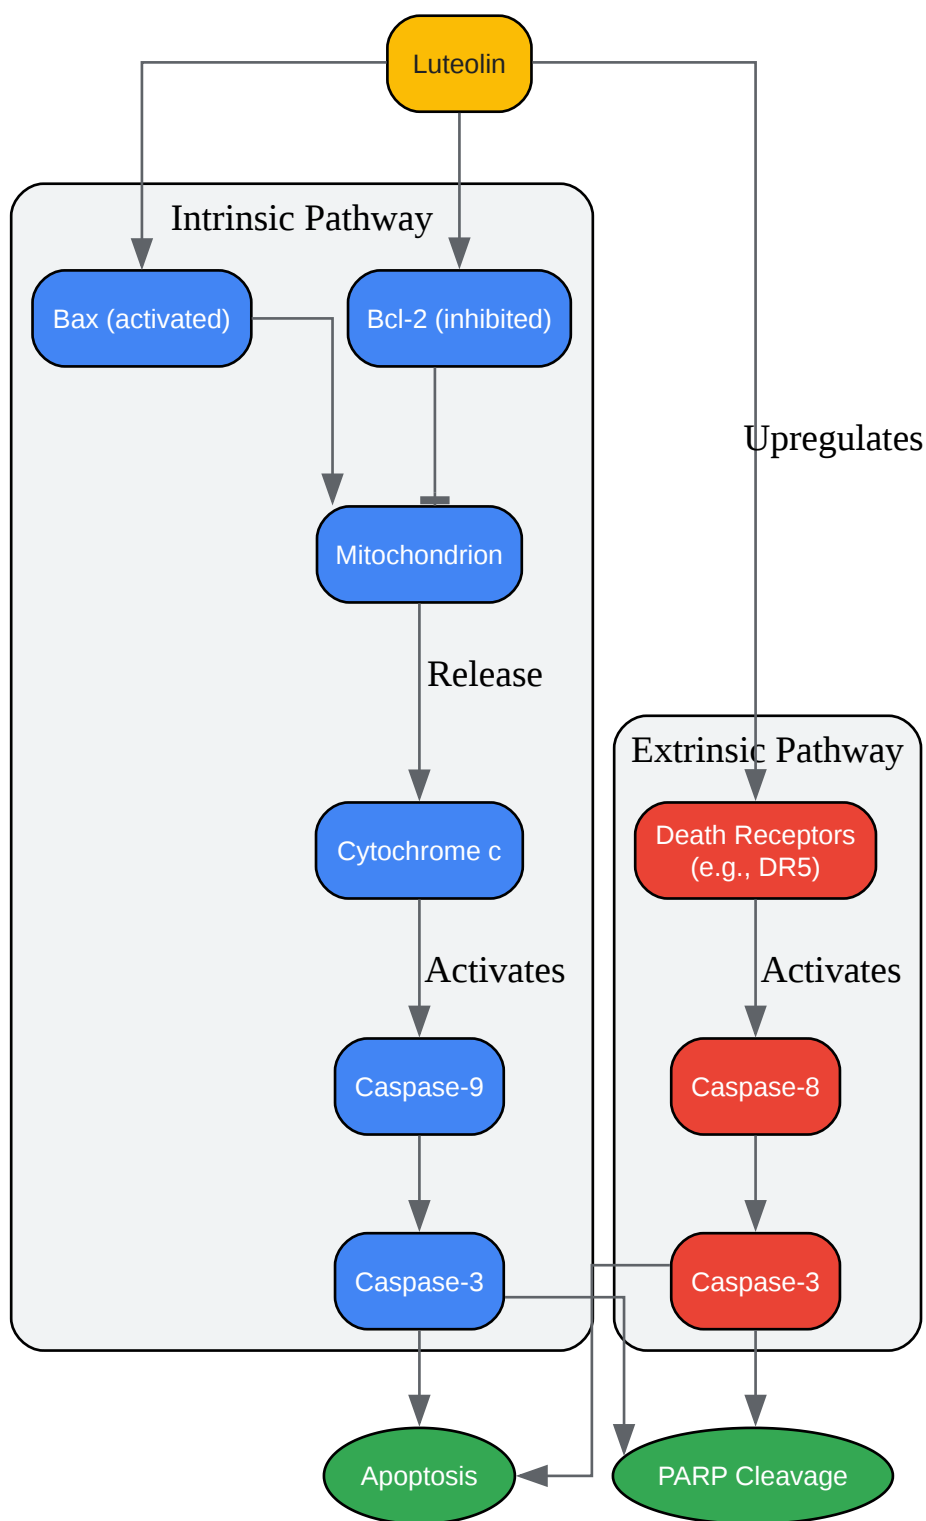 Luteolin
Intrinsic Pathway
Bax (activated)
Bcl-2 (inhibited)
Upregulates
Mitochondrion
Release
Extrinsic Pathway
Cytochrome c
Death Receptors
(e.g., DR5)
Activates
Activates
Caspase-9
Caspase-8
Caspase-3
Caspase-3
Apoptosis
PARP Cleavage